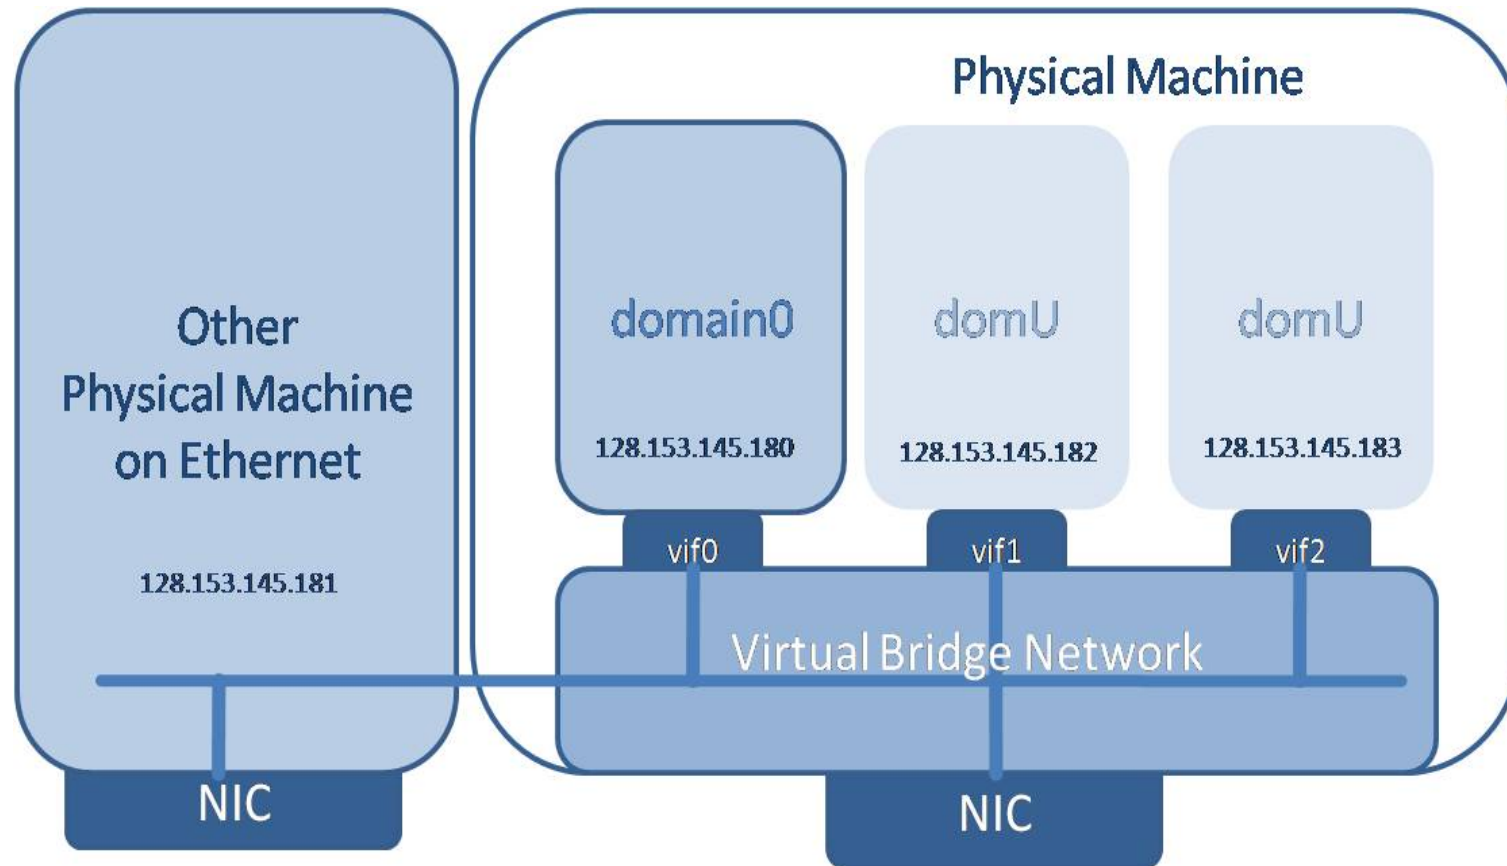 Physical Machine
Other
Physical Machine
on Ethernet
128.153.145.181
domain0
128.153.145.180
domU
128.153.145.182
domU
128.153.145.183
vif0
vif1
vif2
Virtual Bridge Network
NIC
NIC